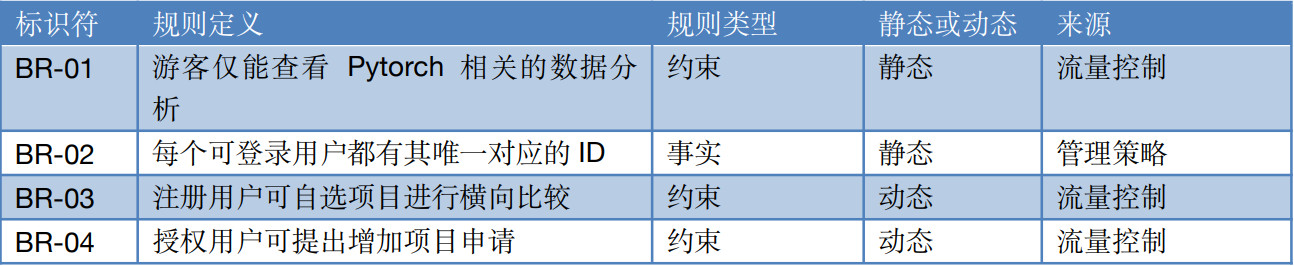 标识符 规则定义 规则类型 静态或动态 来源
BR-01 游客仅能查看 Pytorch 相关的数据分 约束 静态 流量控制
析
BR-02 每个可登录用户都有其唯一对应的 ID 事实 静态 管理策略
BR-03 注册用户可自选项目进行横向比较 约束 动态 流量控制
BR-04 授权用户可提出增加项目申请 约束 动态 流量控制